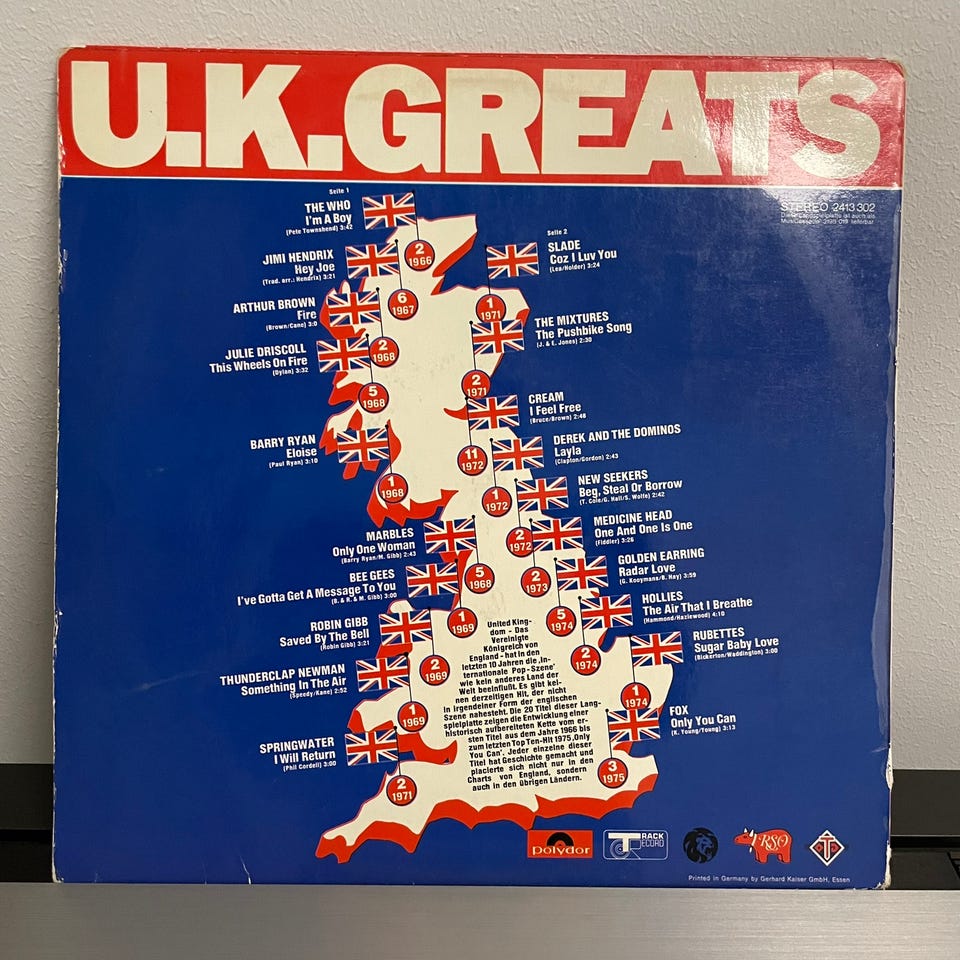 U.K.GREATS
STEREO 2413 302
Diese Langspielplatte ist auch als
MusiCassette 3195 019 lieferbar
Seite 1
THE WHO
I'm A Boy
(Pete Townshend) 3:42
2
1966
JIMI HENDRIX
Hey Joe
(Trad. arr.: Hendrix) 3:21
6
1967
ARTHUR BROWN
Fire
(Brown/Cane) 3:0
2
1968
JULIE DRISCOLL
This Wheels On Fire
(Dylan) 3:32
5
1968
BARRY RYAN
Eloise
(Paul Ryan) 3:10
1
1968
MARBLES
Only One Woman
(Barry Ryan/M. Gibb) 2:43
5
1968
BEE GEES
I've Gotta Get A Message To You
(B. & R. & M. Gibb) 3:00
1
1969
ROBIN GIBB
Saved By The Bell
(Robin Gibb) 3:21
2
1969
THUNDERCLAP NEWMAN
Something In The Air
(Speedy/Kane) 2:52
1
1969
SPRINGWATER
I Will Return
(Phil Cordell) 3:00
2
1971
Seite 2
SLADE
Coz I Luv You
(Lea/Holder) 3:24
1
1971
THE MIXTURES
The Pushbike Song
(J. & E. Jones) 2:30
2
1971
CREAM
I Feel Free
(Bruce/Brown) 2:48
11
1972
DEREK AND THE DOMINOS
Layla
(Clapton/Gordon) 2:43
1
1972
NEW SEEKERS
Beg, Steal Or Borrow
(T. Cole/G. Hall/S. Wolfe) 2:42
2
1972
MEDICINE HEAD
One And One Is One
(Fiddler) 3:26
2
1973
GOLDEN EARRING
Radar Love
(G. Kooymans/B. Hay) 3:59
5
1974
HOLLIES
The Air That I Breathe
(Hammond/Hazlewood) 4:10
2
1974
RUBETTES
Sugar Baby Love
(Bickerton/Waddington) 3:00
1
1974
FOX
Only You Can
(K. Young/Young) 3:13
3
1975
United King-
dom - Das
Vereinigte
Königreich von
England - hat in den
letzten 10 Jahren die ,In-
ternationale Pop-Szene'
wie kein anderes Land der
Welt beeinflußt. Es gibt kei-
nen derzeitigen Hit, der nicht
in irgendeiner Form der englischen
Szene nahesteht. Die 20 Titel dieser Lang-
spielplatte zeigen die Entwicklung einer
historisch aufbereiteten Kette vom er-
sten Titel aus dem Jahre 1966 bis
zum letzten Top Ten-Hit 1975 ,Only
You Can'. Jeder einzelne dieser
Titel hat Geschichte gemacht und
placierte sich nicht nur in den
Charts von England, sondern
auch in den übrigen Ländern.
polydor
TRACK
RECORD
RSO
GTO
Printed in Germany by Gerhard Kaiser GmbH, Essen